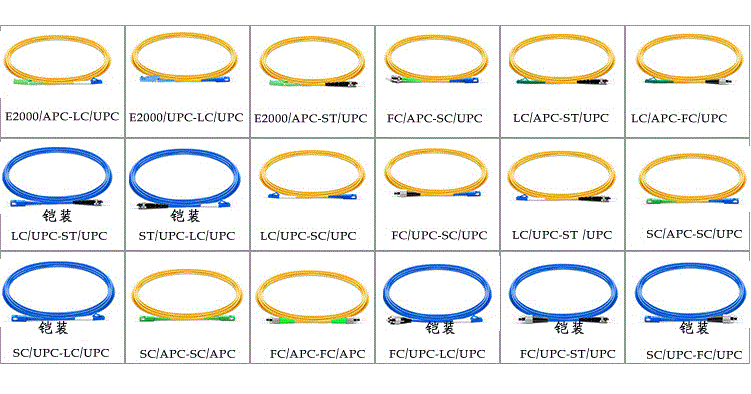 E2000/APC-LC/UPC
E2000/UPC-LC/UPC
E2000/APC-ST/UPC
FC/APC-SC/UPC
LC/APC-ST/UPC
LC/APC-FC/UPC
铠装
LC/UPC-ST/UPC
铠装
ST/UPC-LC/UPC
LC/UPC-SC/UPC
FC/UPC-SC/UPC
LC/UPC-ST /UPC
SC/APC-SC/UPC
铠装
SC/UPC-LC/UPC
SC/APC-SC/APC
FC/APC-FC/APC
铠装
FC/UPC-LC/UPC
铠装
FC/UPC-ST/UPC
铠装
SC/UPC-FC/UPC